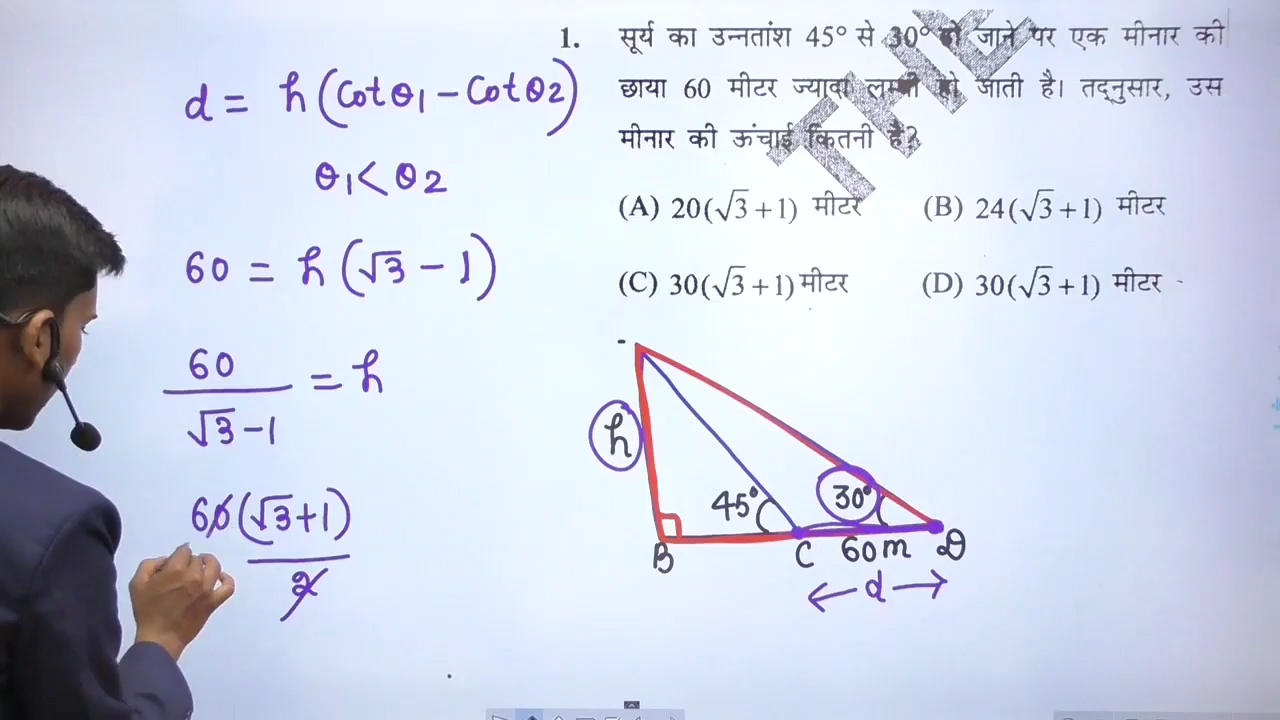 d = h(Cotθ1 - Cotθ2)
θ1 < θ2
60 = h(√3 - 1)
60
√3 - 1
= h
60(√3+1)
2
1. सूर्य का उन्नतांश 45° से 30° हो जाने पर एक मीनार की
छाया 60 मीटर ज्यादा लम्बी हो जाती है। तद्नुसार, उस
मीनार की ऊंचाई कितनी है?
(A) 20(√3+1) मीटर (B) 24(√3+1) मीटर
(C) 30(√3+1) मीटर (D) 30(√3+1) मीटर
THE
h
45° 30°
B C 60m D
d